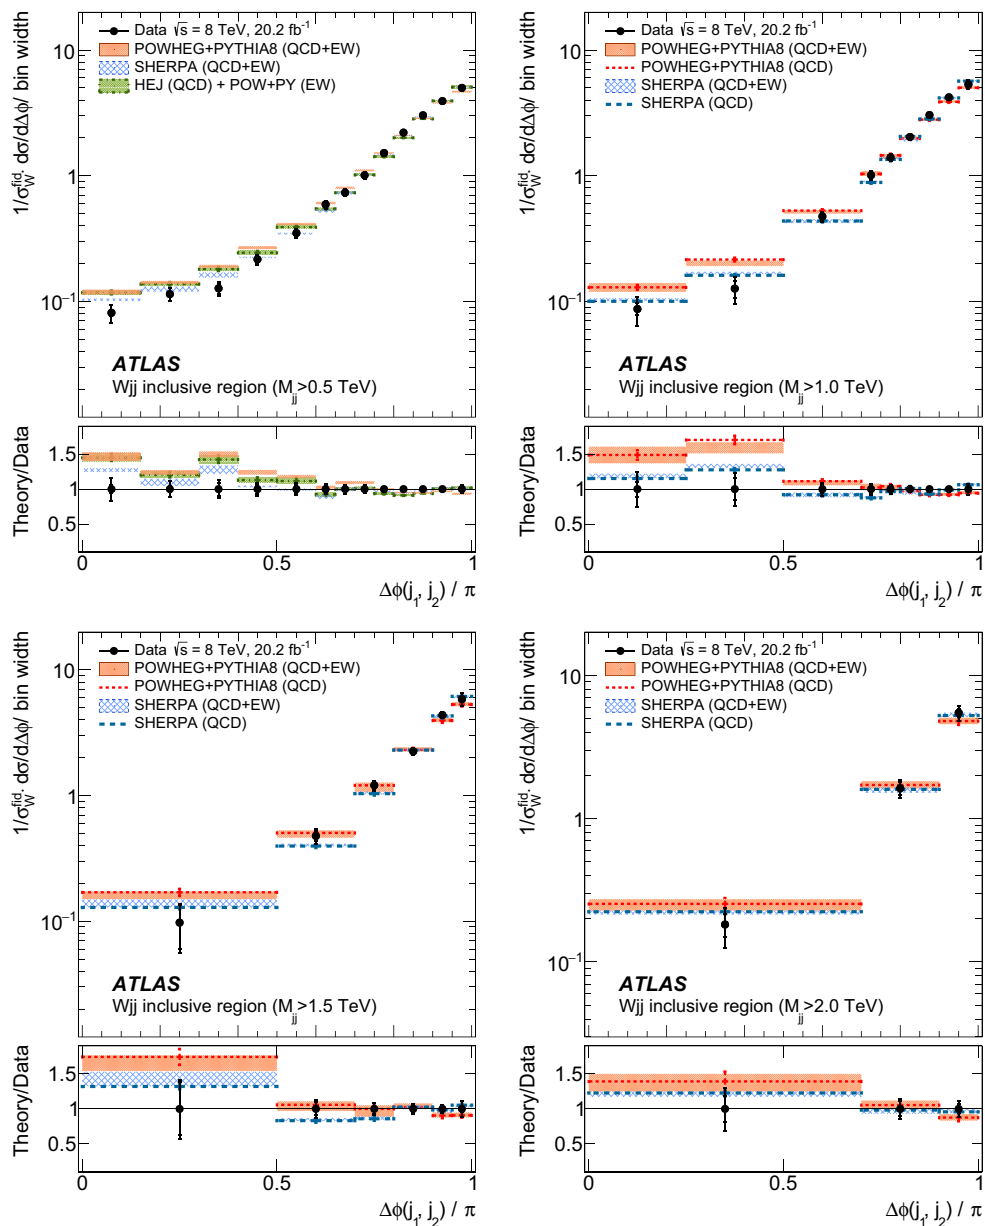 Data √s = 8 TeV, 20.2 fb⁻¹
POWHEG+PYTHIA8 (QCD+EW)
SHERPA (QCD+EW)
HEJ (QCD) + POW+PY (EW)
1/σ_W^fid. dσ/dΔϕ/ bin width
10
1
10⁻¹
ATLAS
Wjj inclusive region (M_jj>0.5 TeV)
Theory/Data
1.5
1
0.5
0 0.5 1
Δϕ(j₁, j₂) / π
Data √s = 8 TeV, 20.2 fb⁻¹
POWHEG+PYTHIA8 (QCD+EW)
POWHEG+PYTHIA8 (QCD)
SHERPA (QCD+EW)
SHERPA (QCD)
1/σ_W^fid. dσ/dΔϕ/ bin width
10
1
10⁻¹
ATLAS
Wjj inclusive region (M_jj>1.0 TeV)
Theory/Data
1.5
1
0.5
0 0.5 1
Δϕ(j₁, j₂) / π
Data √s = 8 TeV, 20.2 fb⁻¹
POWHEG+PYTHIA8 (QCD+EW)
POWHEG+PYTHIA8 (QCD)
SHERPA (QCD+EW)
SHERPA (QCD)
1/σ_W^fid. dσ/dΔϕ/ bin width
10
1
10⁻¹
ATLAS
Wjj inclusive region (M_jj>1.5 TeV)
Theory/Data
1.5
1
0.5
0 0.5 1
Δϕ(j₁, j₂) / π
Data √s = 8 TeV, 20.2 fb⁻¹
POWHEG+PYTHIA8 (QCD+EW)
POWHEG+PYTHIA8 (QCD)
SHERPA (QCD+EW)
SHERPA (QCD)
1/σ_W^fid. dσ/dΔϕ/ bin width
10
1
10⁻¹
ATLAS
Wjj inclusive region (M_jj>2.0 TeV)
Theory/Data
1.5
1
0.5
0 0.5 1
Δϕ(j₁, j₂) / π